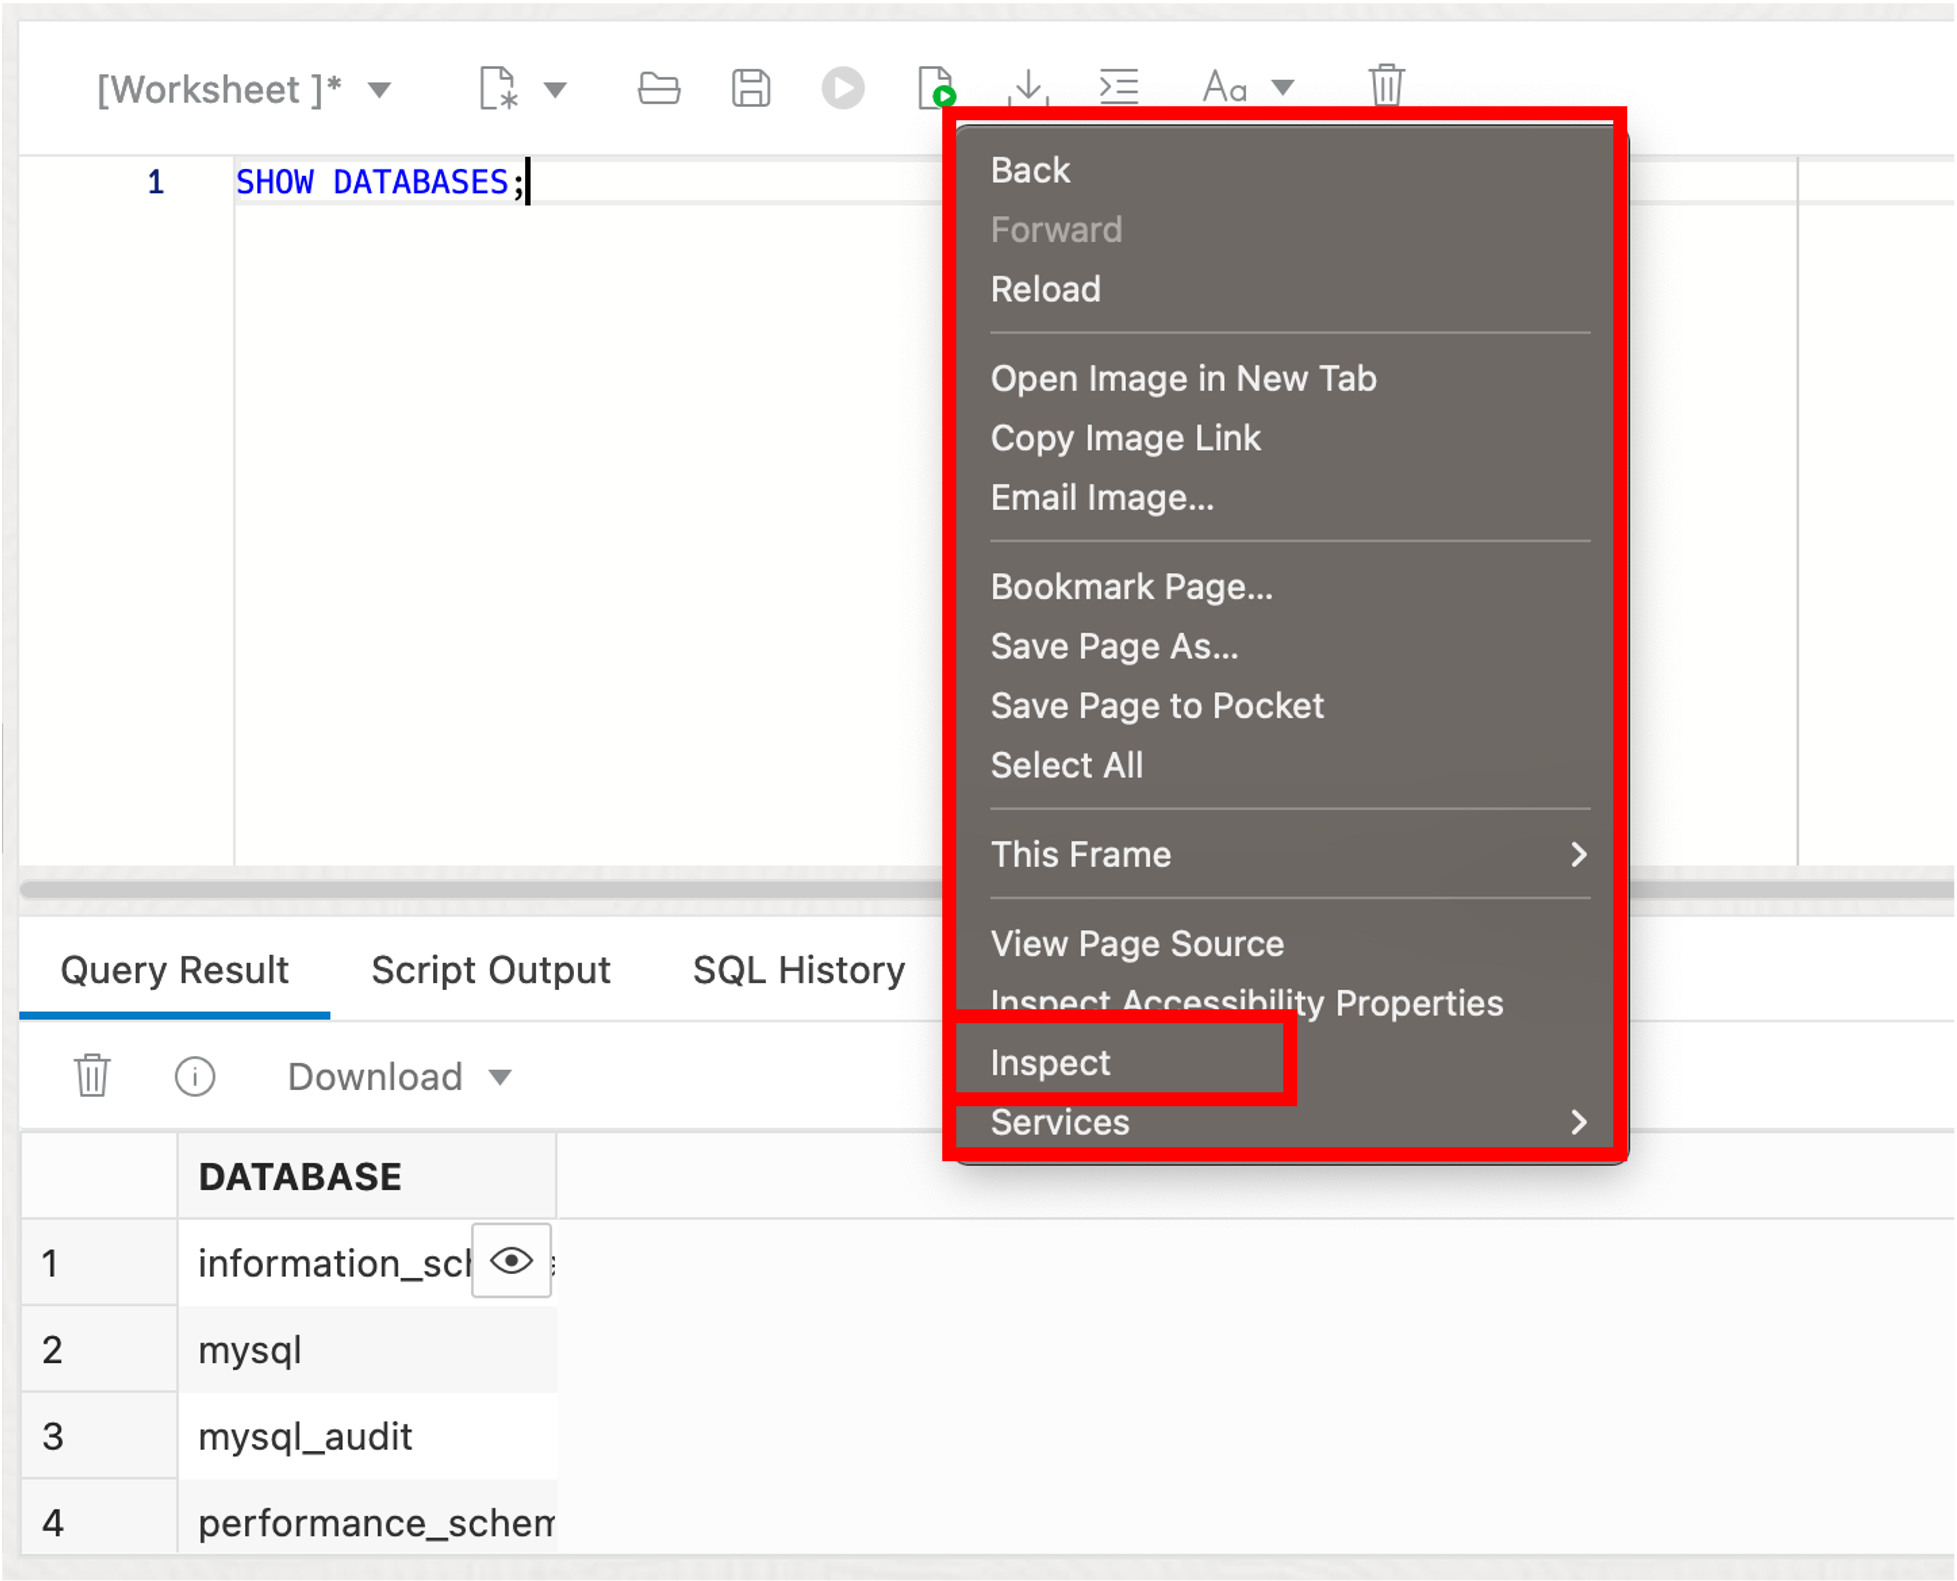 [Worksheet ]*
Aa
1 SHOW DATABASES;
Back
Forward
Reload
Open Image in New Tab
Copy Image Link
Email Image...
Bookmark Page...
Save Page As...
Save Page to Pocket
Select All
This Frame
View Page Source
Inspect Accessibility Properties
Inspect
Services
Query Result Script Output SQL History
Download
DATABASE
1 information_sch
2 mysql
3 mysql_audit
4 performance_schem